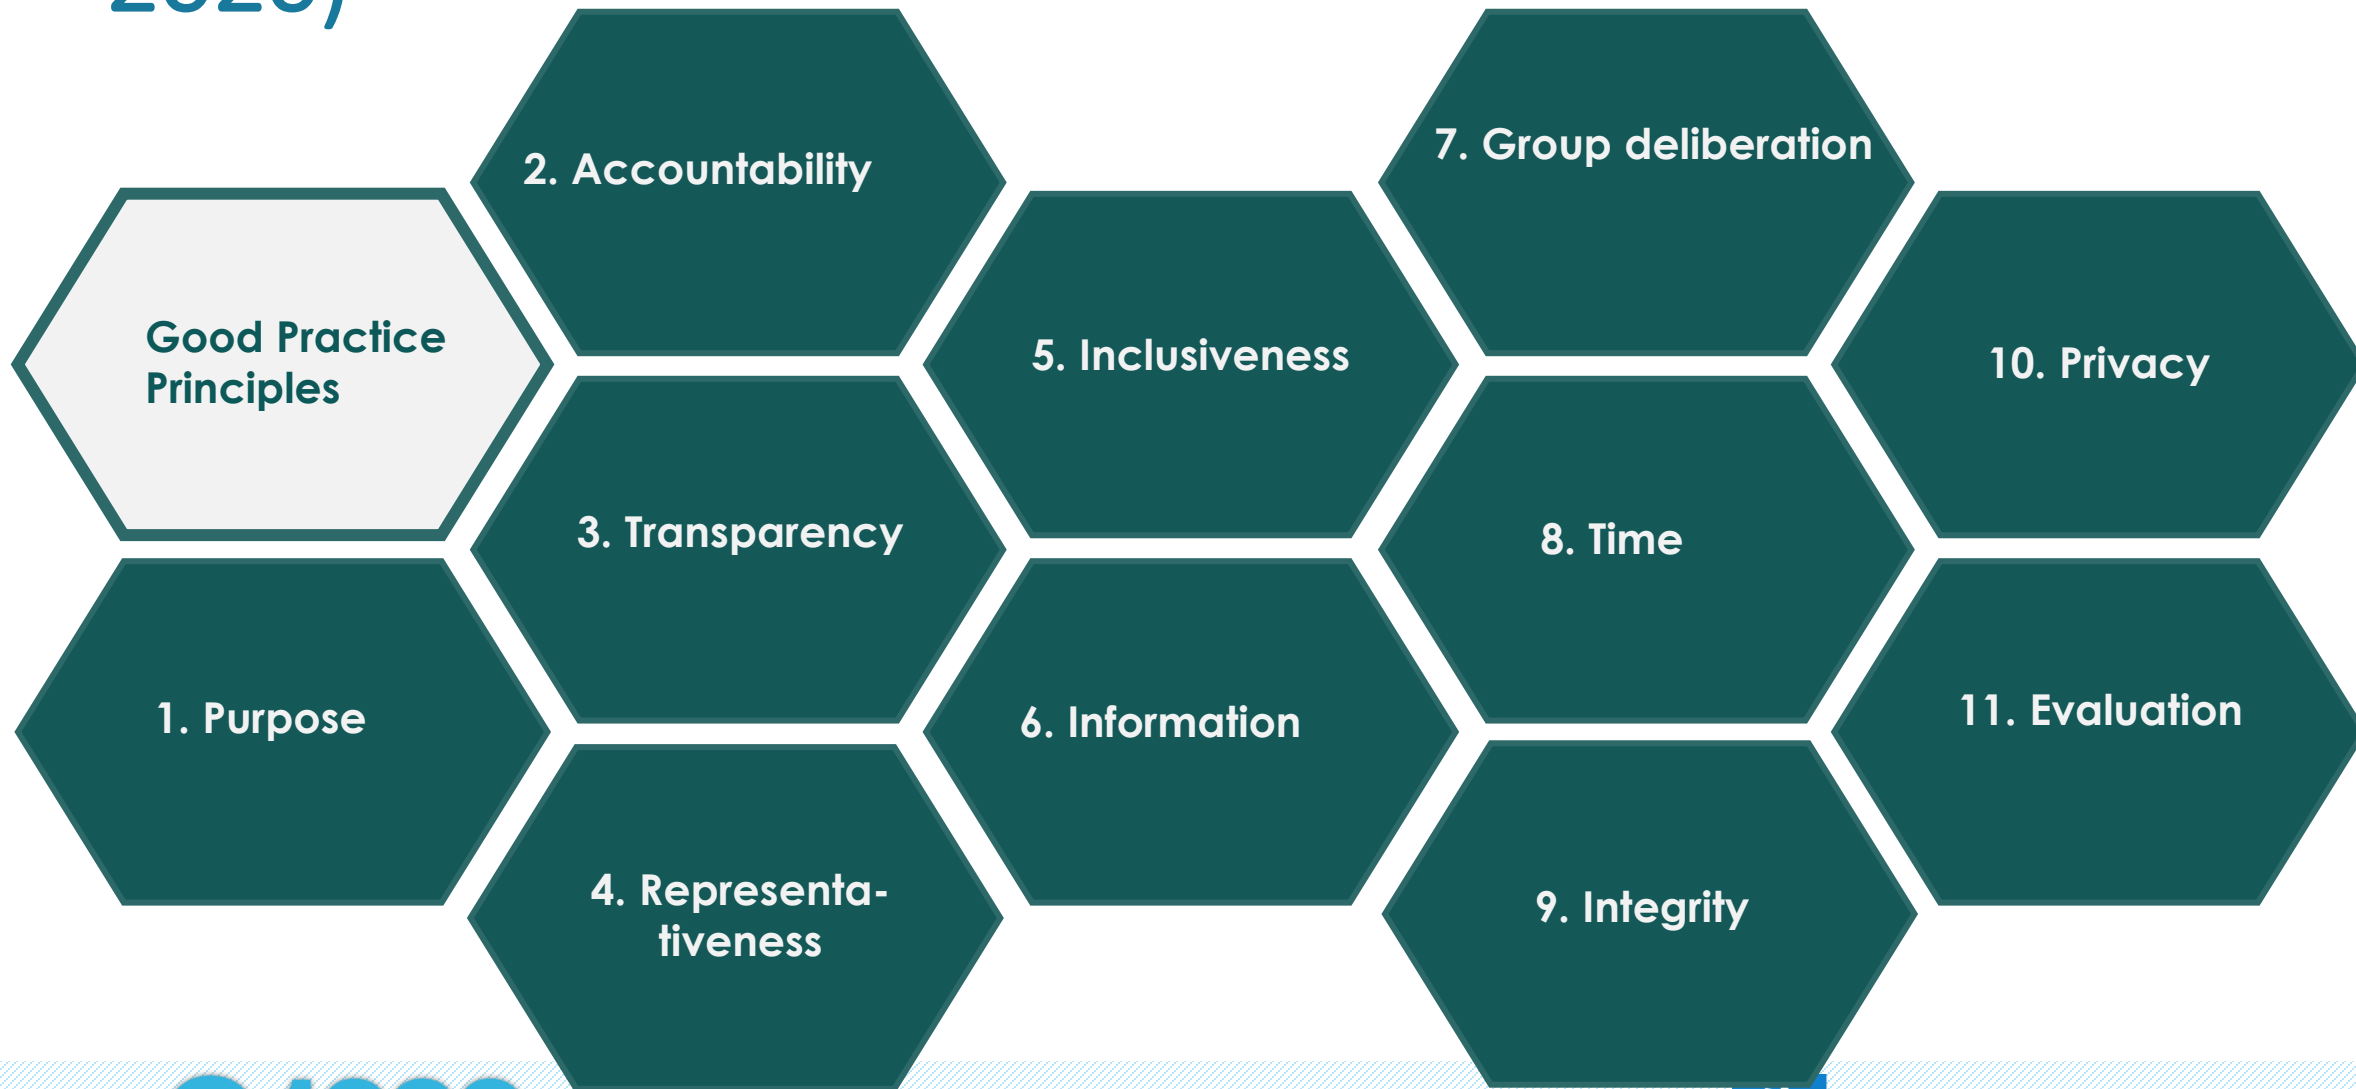 2020)
Good Practice
Principles
1. Purpose
2. Accountability
3. Transparency
4. Representa-
tiveness
5. Inclusiveness
6. Information
7. Group deliberation
8. Time
9. Integrity
10. Privacy
11. Evaluation